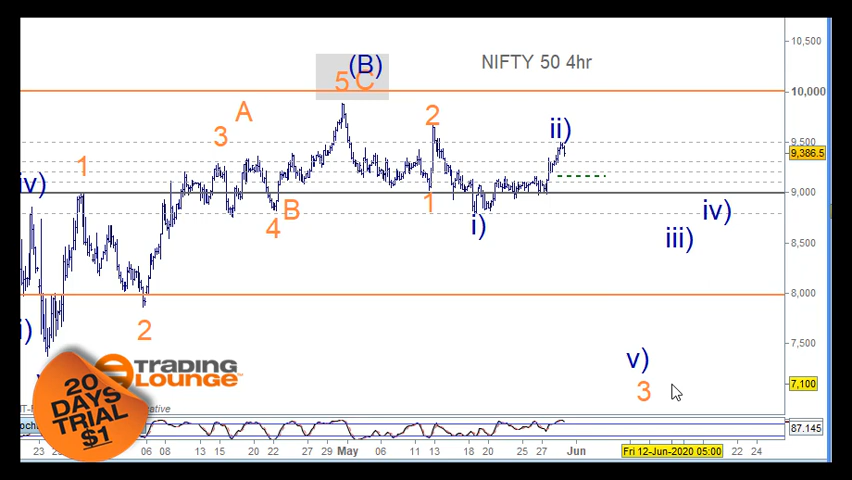 10,500
(B)
NIFTY 50 4hr
5 C
10,000
A
2
3
ii)
9,500
9,386.5
1
iv)
9,000
1
B
iv)
4
i)
iii)
8,500
8,000
2
7,500
v)
TRADING
LOUNGE
3
7,100
20
DAYS
TRIAL
$1
87.145
06 08 13 15 20 22 27 29 May 06 11 13 18 20 25 27 Jun Fri 12-Jun-2020 05:00 22 24